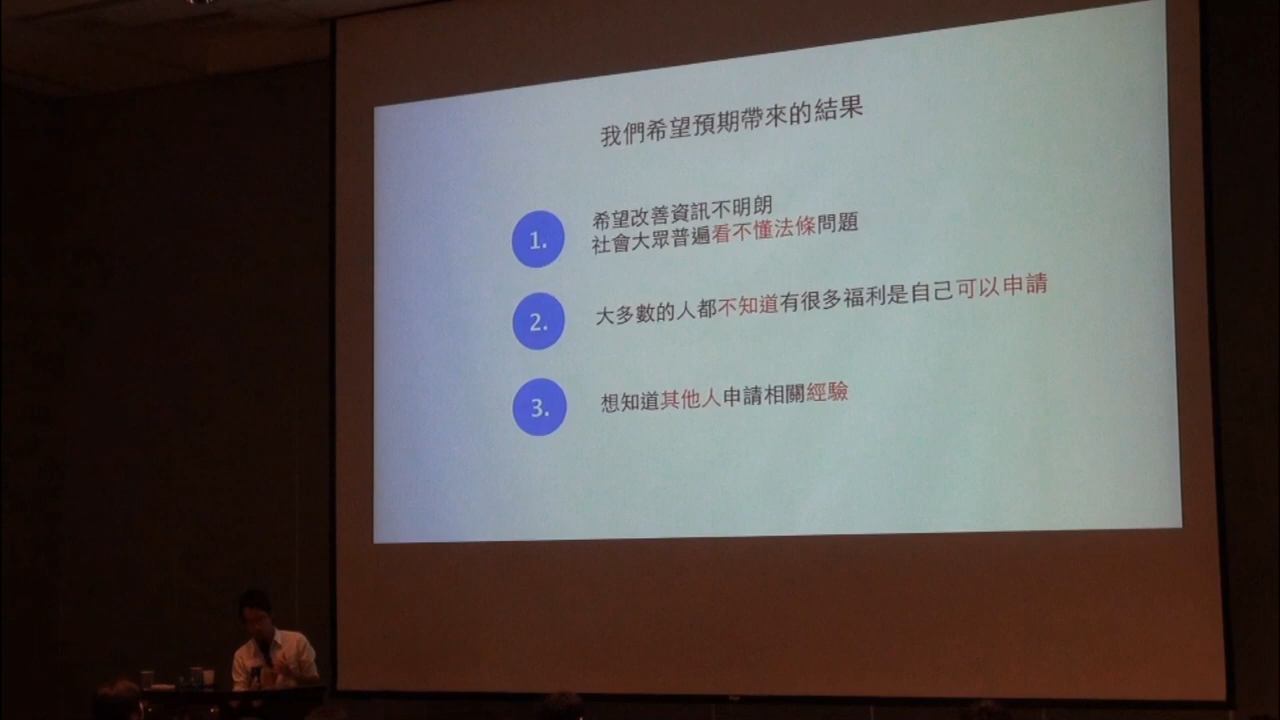 我們希望預期帶來的結果
1.
希望改善資訊不明朗
社會大眾普遍看不懂法條問題
2.
大多數的人都不知道有很多福利是自己可以申請
3.
想知道其他人申請相關經驗